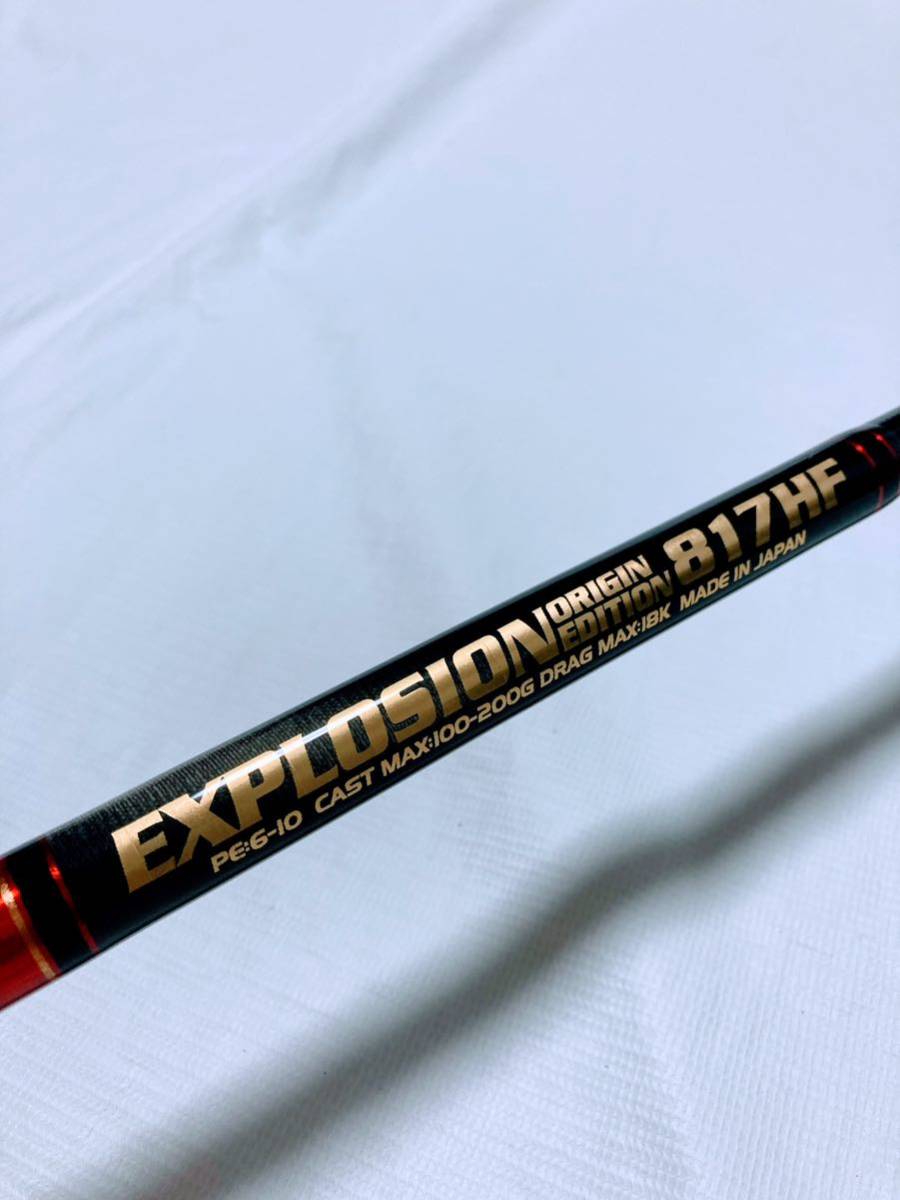 EXPLOSION ORIGIN EDITION 817HF
PE:6-10 CAST MAX:100-200G DRAG MAX:18K MADE IN JAPAN